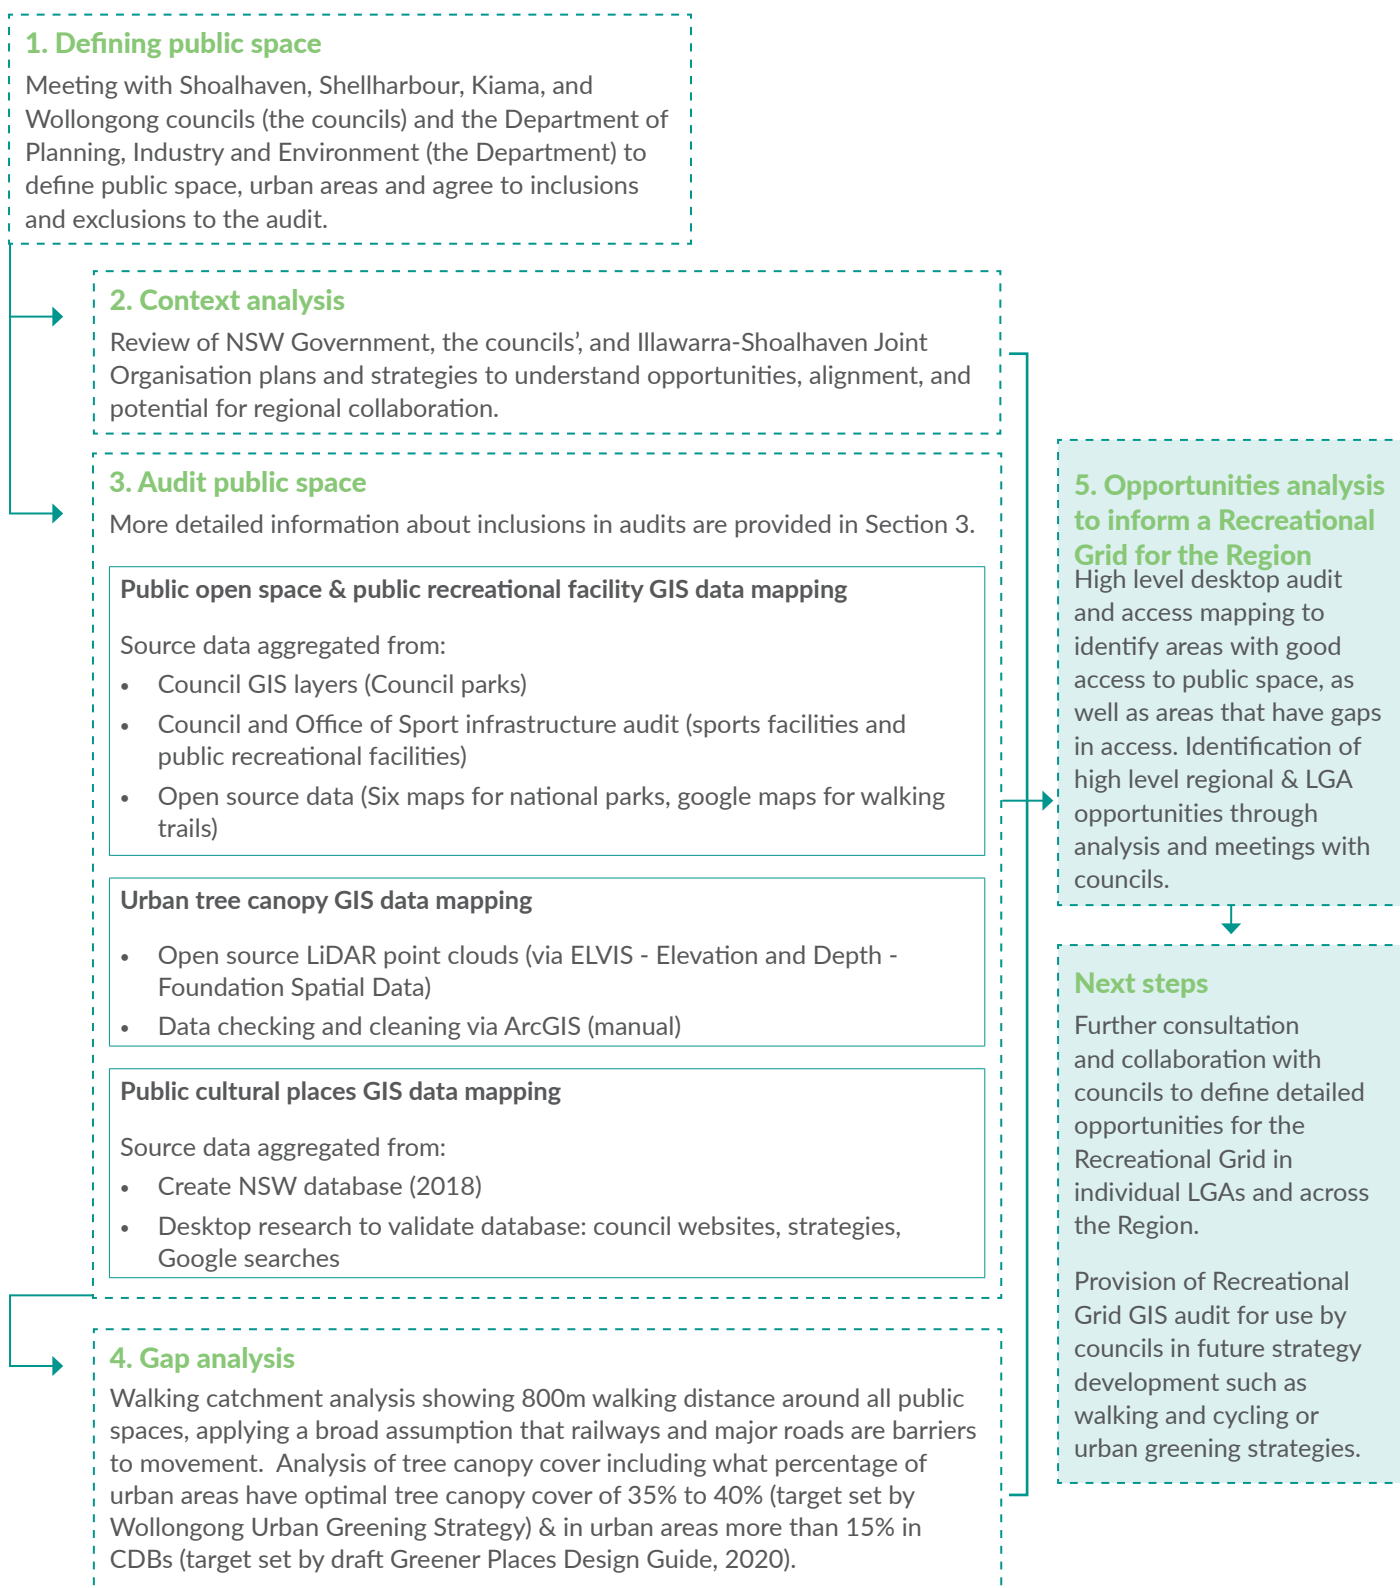 1. Defining public space
Meeting with Shoalhaven, Shellharbour, Kiama, and
Wollongong councils (the councils) and the Department of
Planning, Industry and Environment (the Department) to
define public space, urban areas and agree to inclusions
and exclusions to the audit.
2. Context analysis
Review of NSW Government, the councils’, and Illawarra-Shoalhaven Joint
Organisation plans and strategies to understand opportunities, alignment, and
potential for regional collaboration.
3. Audit public space
More detailed information about inclusions in audits are provided in Section 3.
Public open space & public recreational facility GIS data mapping
Source data aggregated from:
• Council GIS layers (Council parks)
• Council and Office of Sport infrastructure audit (sports facilities and
public recreational facilities)
• Open source data (Six maps for national parks, google maps for walking
trails)
Urban tree canopy GIS data mapping
• Open source LiDAR point clouds (via ELVIS - Elevation and Depth -
Foundation Spatial Data)
• Data checking and cleaning via ArcGIS (manual)
Public cultural places GIS data mapping
Source data aggregated from:
• Create NSW database (2018)
• Desktop research to validate database: council websites, strategies,
Google searches
4. Gap analysis
Walking catchment analysis showing 800m walking distance around all public
spaces, applying a broad assumption that railways and major roads are barriers
to movement.  Analysis of tree canopy cover including what percentage of
urban areas have optimal tree canopy cover of 35% to 40% (target set by
Wollongong Urban Greening Strategy) & in urban areas more than 15% in
CDBs (target set by draft Greener Places Design Guide, 2020).
5. Opportunities analysis
to inform a Recreational
Grid for the Region
High level desktop audit
and access mapping to
identify areas with good
access to public space, as
well as areas that have gaps
in access. Identification of
high level regional & LGA
opportunities through
analysis and meetings with
councils.
Next steps
Further consultation
and collaboration with
councils to define detailed
opportunities for the
Recreational Grid in
individual LGAs and across
the Region.
Provision of Recreational
Grid GIS audit for use by
councils in future strategy
development such as
walking and cycling or
urban greening strategies.